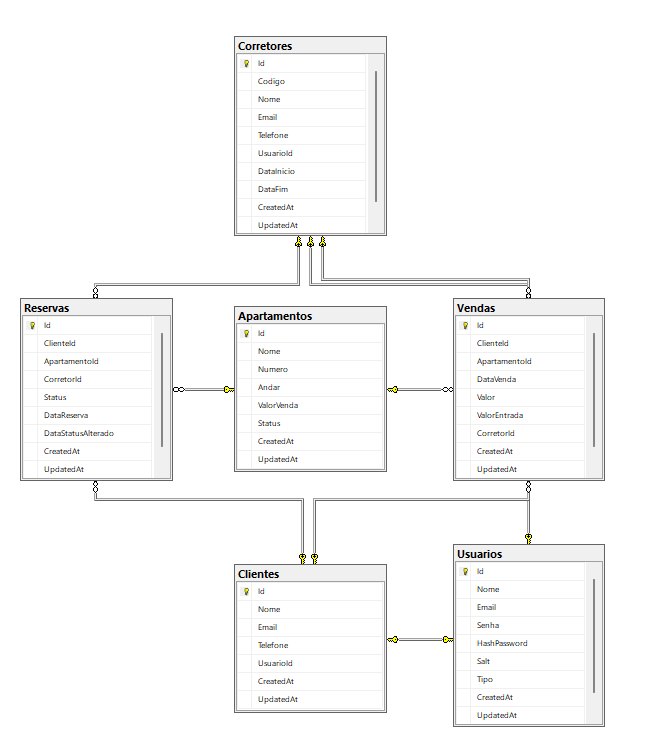 Corretores
Id
Codigo
Nome
Email
Telefone
UsuarioId
DataInicio
DataFim
CreatedAt
UpdatedAt
Reservas
Id
ClienteId
ApartamentoId
CorretorId
Status
DataReserva
DataStatusAlterado
CreatedAt
UpdatedAt
Apartamentos
Id
Nome
Numero
Andar
ValorVenda
Status
CreatedAt
UpdatedAt
Vendas
Id
ClienteId
ApartamentoId
DataVenda
Valor
ValorEntrada
CorretorId
CreatedAt
UpdatedAt
Clientes
Id
Nome
Email
Telefone
UsuarioId
CreatedAt
UpdatedAt
Usuarios
Id
Nome
Email
Senha
HashPassword
Salt
Tipo
CreatedAt
UpdatedAt